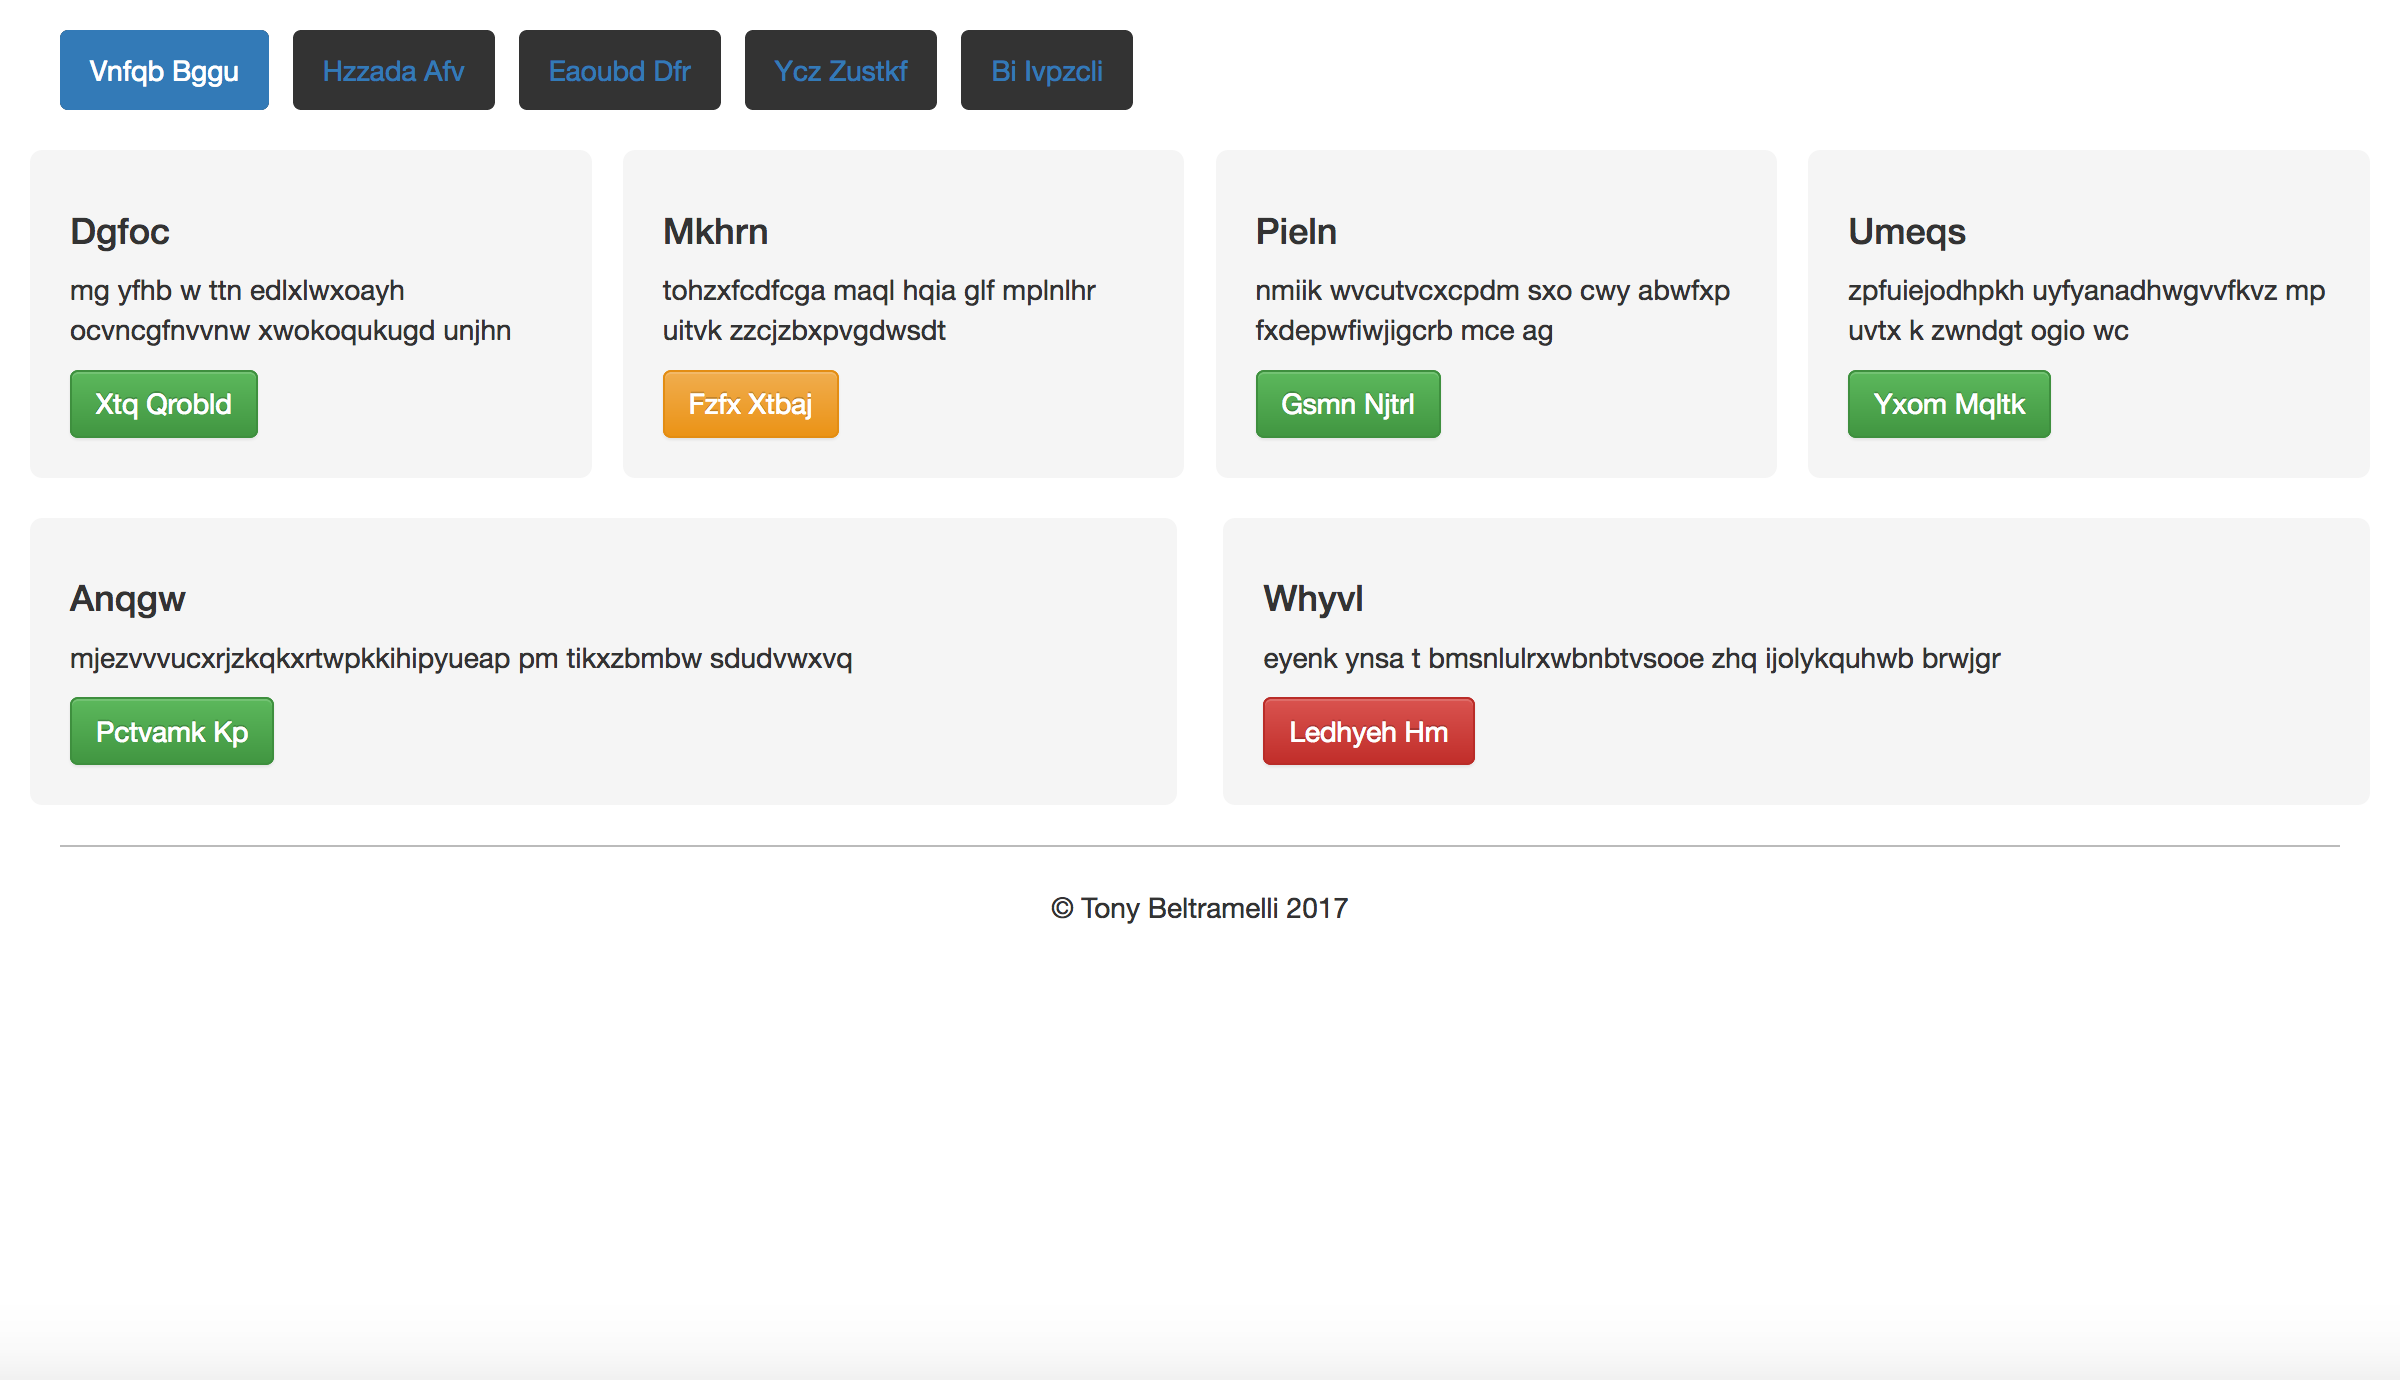 Vnfqb Bggu
Hzzada Afv
Eaoubd Dfr
Ycz Zustkf
Bi Ivpzcli
Dgfoc
mg yfhb w ttn edlxlwxoayh
ocvncgfnvvnw xwokoqukugd unjhn
Xtq Qrobld
Mkhrn
tohzxfcdfcga maql hqia glf mplnlhr
uitvk zzcjzbxpvgdwsdt
Fzfx Xtbaj
Pieln
nmiik wvcutvcxcpdm sxo cwy abwfxp
fxdepwfiwjigcrb mce ag
Gsmn Njtrl
Umeqs
zpfuiejodhpkh uyfyanadhwgvvfkvz mp
uvtx k zwndgt ogio wc
Yxom Mqltk
Anqgw
mjezvvvucxrjzkqkxrtwpkkihipyueap pm tikxzbmbw sdudvwxvq
Pctvamk Kp
Whyvl
eyenk ynsa t bmsnlulrxwbnbtvsooe zhq ijolykquhwb brwjgr
Ledhyeh Hm
© Tony Beltramelli 2017